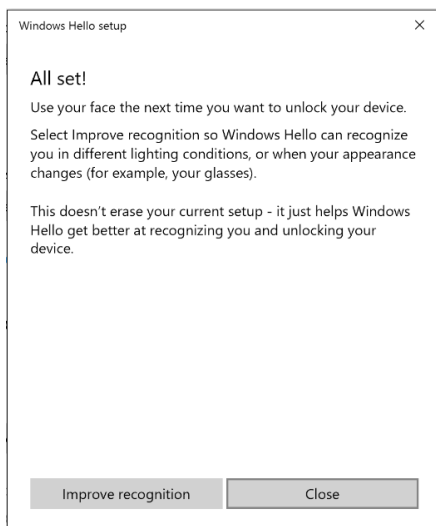 Windows Hello setup
All set!
Use your face the next time you want to unlock your device.
Select Improve recognition so Windows Hello can recognize
you in different lighting conditions, or when your appearance
changes (for example, your glasses).
This doesn't erase your current setup - it just helps Windows
Hello get better at recognizing you and unlocking your
device.
Improve recognition
Close